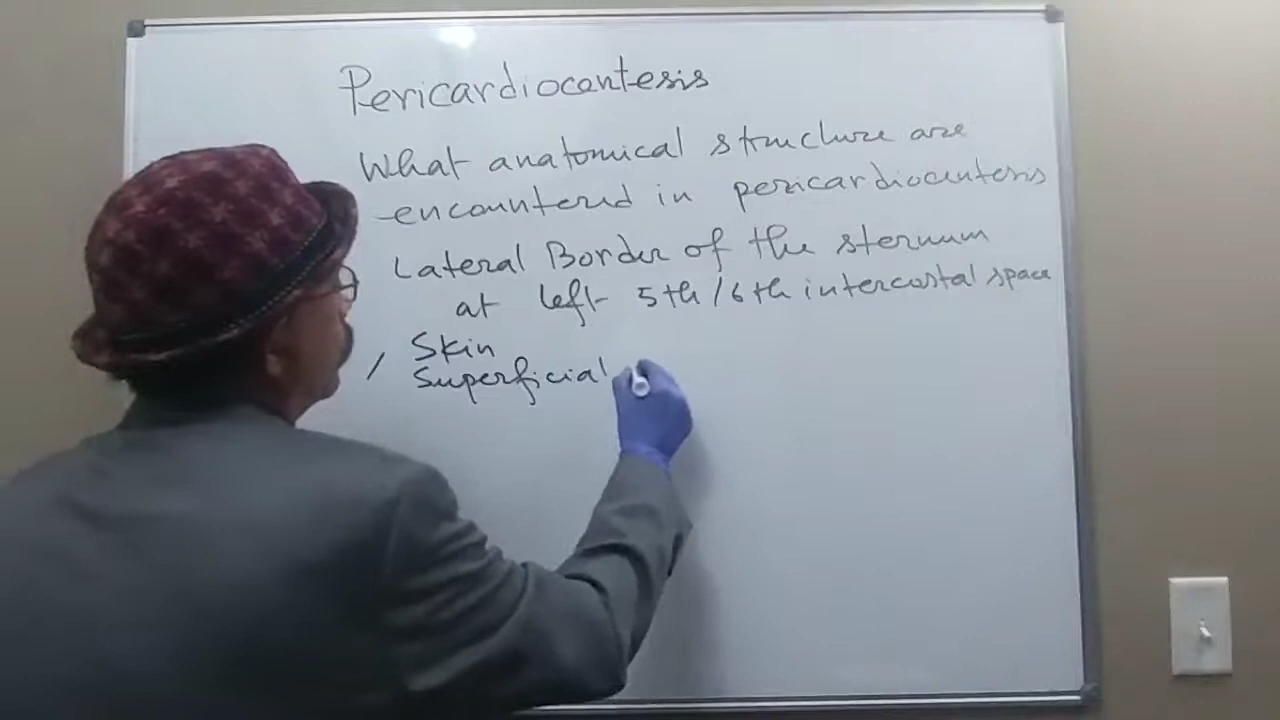 Pericardiocentesis
What anatomical structure are
encountered in pericardiocentesis
Lateral Border of the sternum
at left 5th/6th intercostal space
/ Skin
Superficial